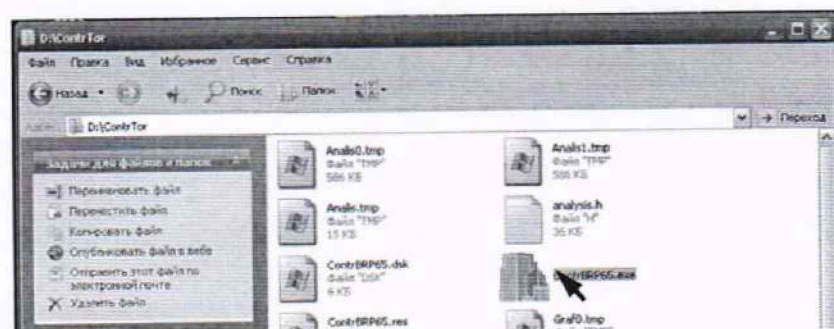 D:\ContrTor
Файл Правка Вид Избранное Сервис Справка
Назад Поиск Папки
D:\ContrTor Переход
Задачи для файлов и папок
Переименовать файл
Переместить файл
Копировать файл
Опубликовать файл в вебе
Отправить этот файл по
электронной почте
Удалить файл
Analis0.tmp
Файл "TMP"
586 КБ
Analis1.tmp
Файл "TMP"
586 КБ
Analis.tmp
Файл "TMP"
15 КБ
analysis.h
Файл "H"
36 КБ
ContrBRP65.dsk
Файл "DSK"
6 КБ
ContrBRP65.exe
ContrBRP65.res
Graf0.tmp